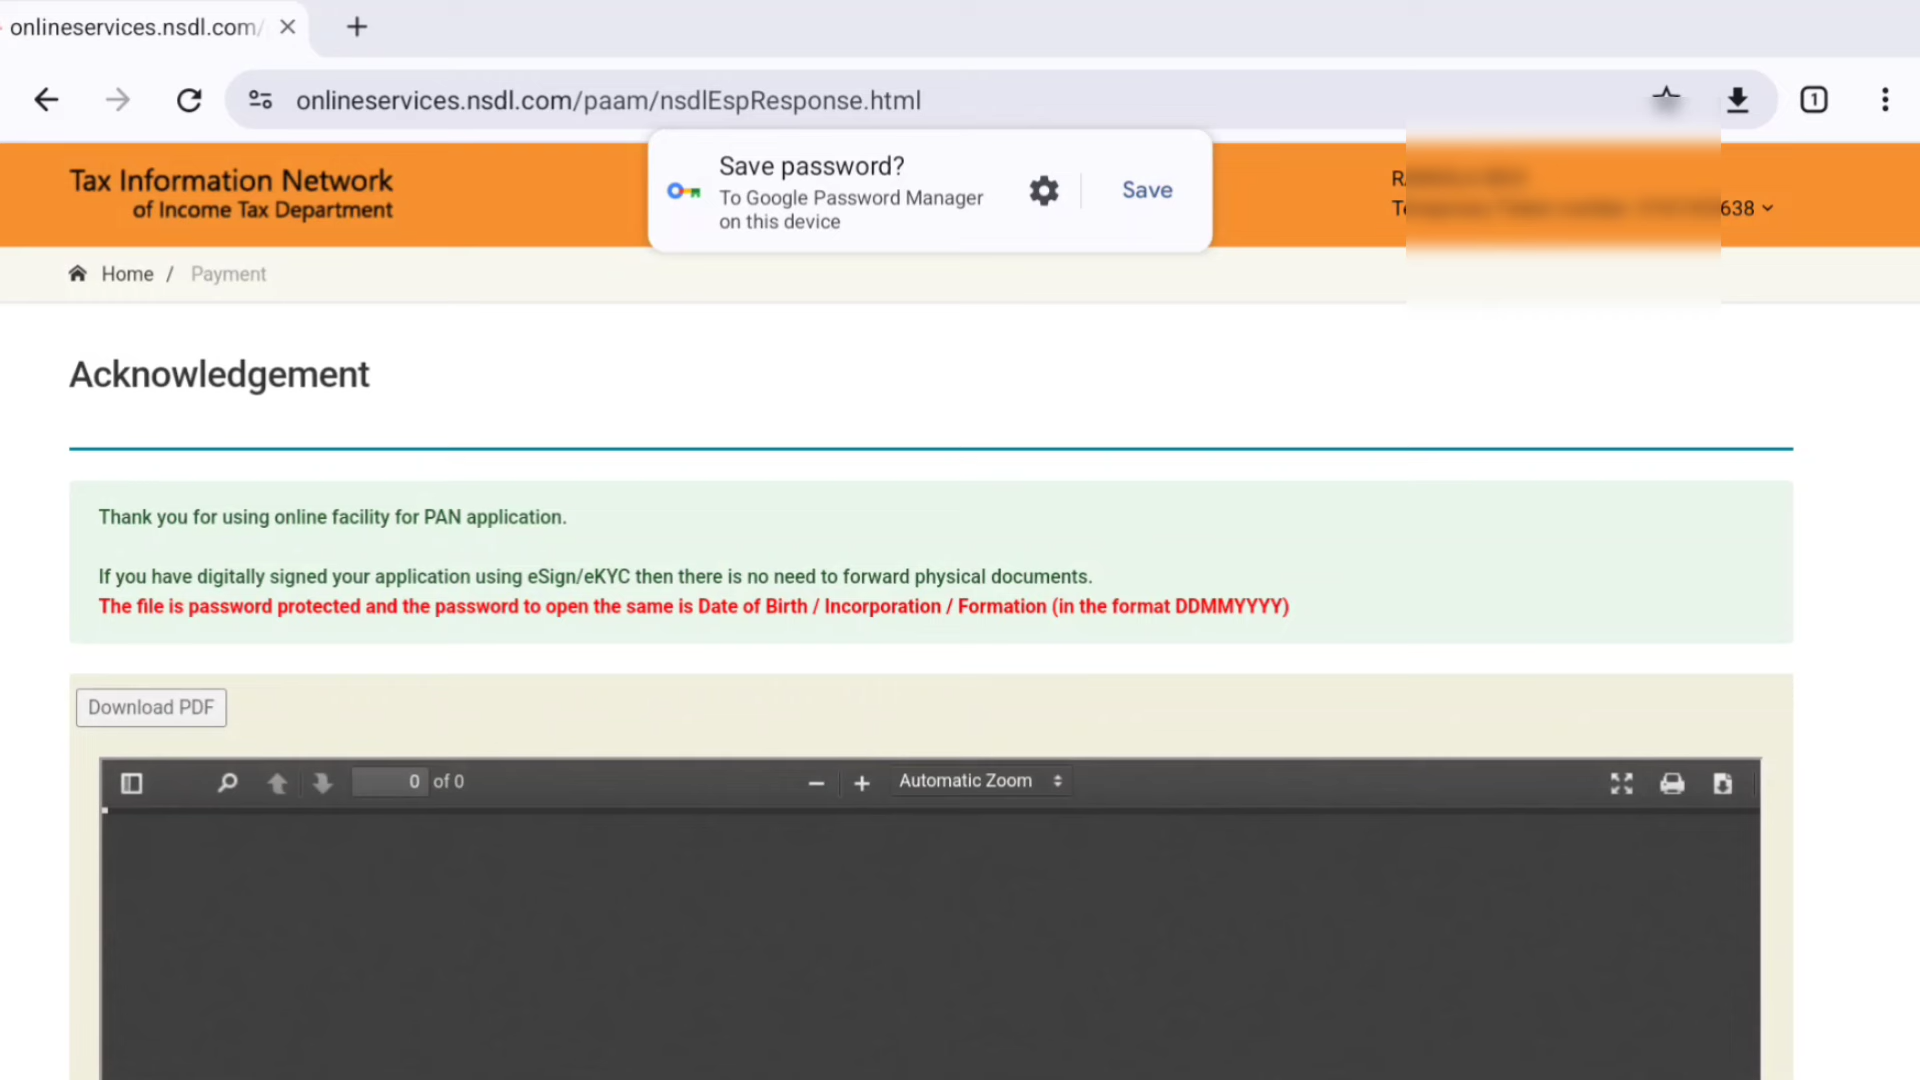 onlineservices.nsdl.com/
onlineservices.nsdl.com/paam/nsdlEspResponse.html
1
Tax Information Network
of Income Tax Department
Save password?
To Google Password Manager
on this device
Save
638
Home / Payment
Acknowledgement
Thank you for using online facility for PAN application.
If you have digitally signed your application using eSign/eKYC then there is no need to forward physical documents.
The file is password protected and the password to open the same is Date of Birth / Incorporation / Formation (in the format DDMMYYYY)
Download PDF
0 of 0
Automatic Zoom